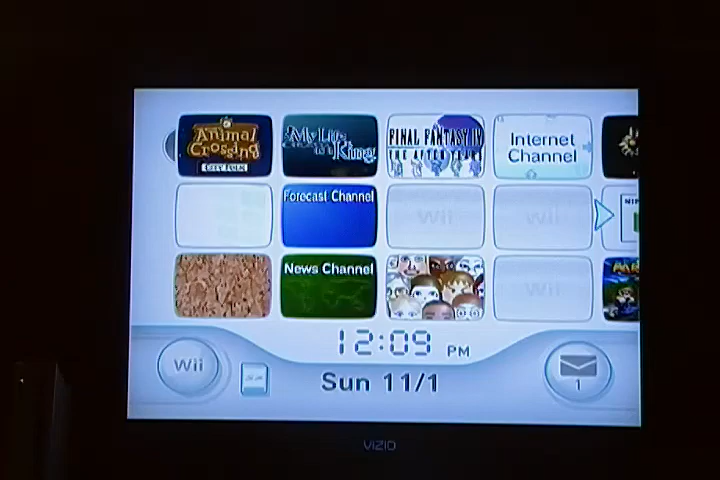 Animal
Crossing
CITY FOLK
My Life
as a King
FINAL FANTASY IV
THE AFTER YEARS
Internet
Channel
Forecast Channel
Wii
Wii
News Channel
Wii
12:09 PM
Wii
Sun 11/1
1
VIZIO